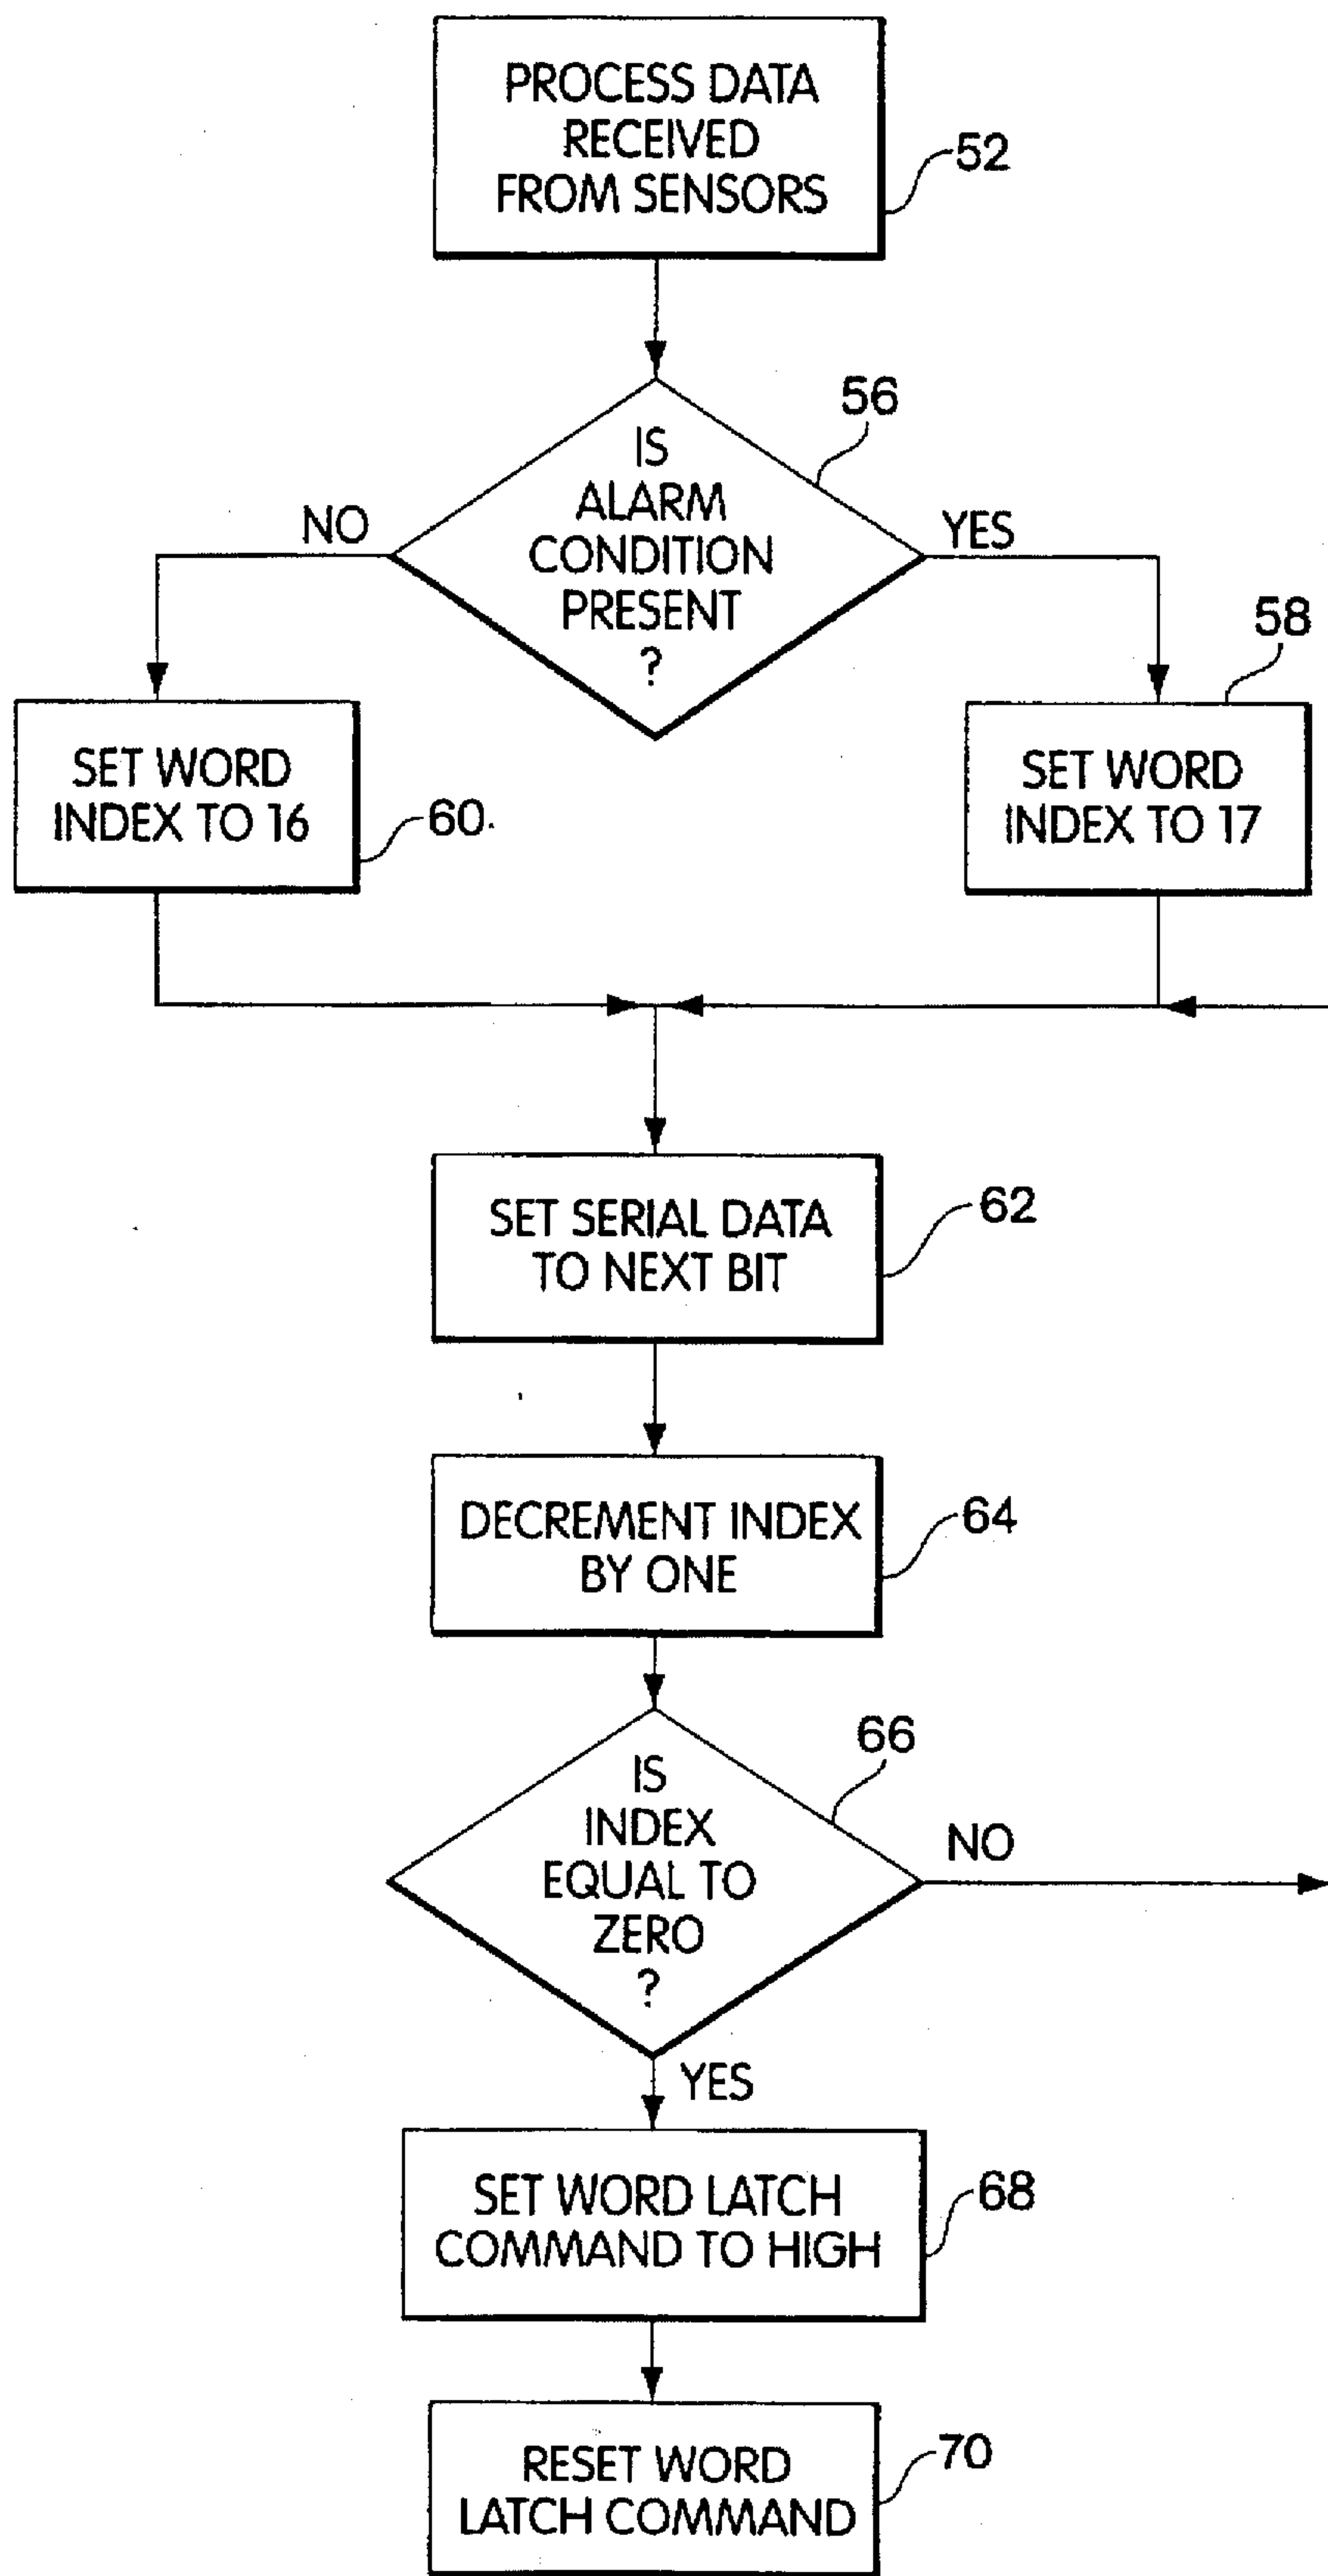 PROCESS DATA
RECEIVED
FROM SENSORS
52
IS
ALARM
CONDITION
PRESENT
?
56
NO
YES
58
SET WORD
INDEX TO 16
60
SET WORD
INDEX TO 17
SET SERIAL DATA
TO NEXT BIT
62
DECREMENT INDEX
BY ONE
64
IS
INDEX
EQUAL TO
ZERO
?
66
NO
YES
SET WORD LATCH
COMMAND TO HIGH
68
RESET WORD
LATCH COMMAND
70